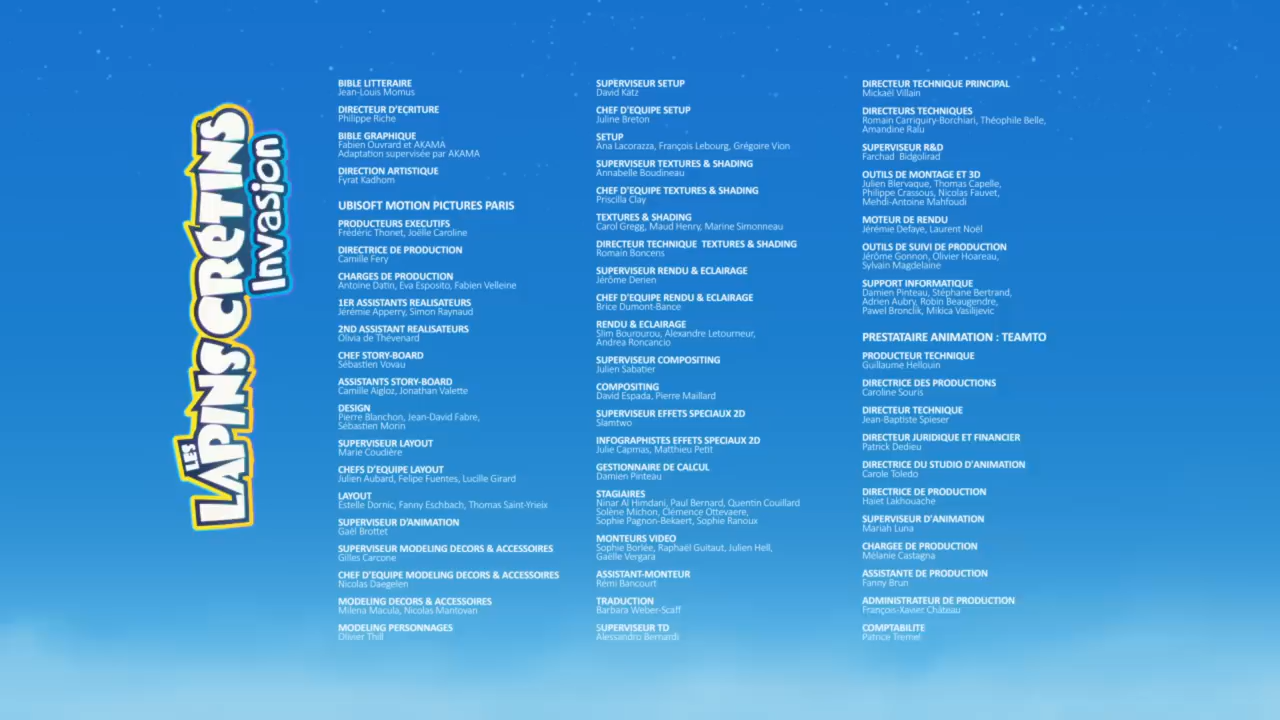 LES
LAPINS CRETINS
Invasion
BIBLE LITTERAIRE
Jean-Louis Momus
DIRECTEUR D'ECRITURE
Philippe Riche
BIBLE GRAPHIQUE
Fabien Ouvrard et AKAMA
Adaptation supervisée par AKAMA
DIRECTION ARTISTIQUE
Fyrat Kadhom
UBISOFT MOTION PICTURES PARIS
PRODUCTEURS EXECUTIFS
Frédéric Thonet, Joëlle Caroline
DIRECTRICE DE PRODUCTION
Camille Fery
CHARGES DE PRODUCTION
Antoine Datin, Eva Esposito, Fabien Velleine
1ER ASSISTANTS REALISATEURS
Jérémie Apperry, Simon Raynaud
2ND ASSISTANT REALISATEURS
Olivia de Thévenard
CHEF STORY-BOARD
Sébastien Vovau
ASSISTANTS STORY-BOARD
Camille Aigloz, Jonathan Valette
DESIGN
Pierre Blanchon, Jean-David Fabre,
Sébastien Morin
SUPERVISEUR LAYOUT
Marie Coudière
CHEFS D'EQUIPE LAYOUT
Julien Aubard, Felipe Fuentes, Lucille Girard
LAYOUT
Estelle Dornic, Fanny Eschbach, Thomas Saint-Yrieix
SUPERVISEUR D'ANIMATION
Gaël Brottet
SUPERVISEUR MODELING DECORS & ACCESSOIRES
Gilles Carcone
CHEF D'EQUIPE MODELING DECORS & ACCESSOIRES
Nicolas Daegelen
MODELING DECORS & ACCESSOIRES
Milena Macula, Nicolas Mantovan
MODELING PERSONNAGES
Olivier Thill
SUPERVISEUR SETUP
David Katz
CHEF D'EQUIPE SETUP
Juline Breton
SETUP
Ana Lacorazza, François Lebourg, Grégoire Vion
SUPERVISEUR TEXTURES & SHADING
Annabelle Boudineau
CHEF D'EQUIPE TEXTURES & SHADING
Priscilla Clay
TEXTURES & SHADING
Carol Gregg, Maud Henry, Marine Simonneau
DIRECTEUR TECHNIQUE TEXTURES & SHADING
Romain Boncens
SUPERVISEUR RENDU & ECLAIRAGE
Jérôme Derien
CHEF D'EQUIPE RENDU & ECLAIRAGE
Brice Dumont-Bance
RENDU & ECLAIRAGE
Slim Bourourou, Alexandre Letourneur,
Andrea Roncancio
SUPERVISEUR COMPOSITING
Julien Sabatier
COMPOSITING
David Espada, Pierre Maillard
SUPERVISEUR EFFETS SPECIAUX 2D
Slamtwo
INFOGRAPHISTES EFFETS SPECIAUX 2D
Julie Capmas, Matthieu Petit
GESTIONNAIRE DE CALCUL
Damien Pinteau
STAGIAIRES
Ninar Al Himdani, Paul Bernard, Quentin Couillard
Solène Michon, Clémence Ottevaere,
Sophie Pagnon-Bekaert, Sophie Ranoux
MONTEURS VIDEO
Sophie Borlée, Raphaël Guitaut, Julien Hell,
Gaëlle Vergara
ASSISTANT-MONTEUR
Rémi Bancourt
TRADUCTION
Barbara Weber-Scaff
SUPERVISEUR TD
Alessandro Bernardi
DIRECTEUR TECHNIQUE PRINCIPAL
Mickaël Villain
DIRECTEURS TECHNIQUES
Romain Carriquiry-Borchiari, Théophile Belle,
Amandine Ralu
SUPERVISEUR R&D
Farchad Bidgolirad
OUTILS DE MONTAGE ET 3D
Julien Blervaque, Thomas Capelle,
Philippe Crassous, Nicolas Fauvet,
Mehdi-Antoine Mahfoudi
MOTEUR DE RENDU
Jérémie Defaye, Laurent Noël
OUTILS DE SUIVI DE PRODUCTION
Jérôme Gonnon, Olivier Hoareau,
Sylvain Magdelaine
SUPPORT INFORMATIQUE
Damien Pinteau, Stéphane Bertrand,
Adrien Aubry, Robin Beaugendre,
Pawel Bronclik, Mikica Vasilijevic
PRESTATAIRE ANIMATION : TEAMTO
PRODUCTEUR TECHNIQUE
Guillaume Hellouin
DIRECTRICE DES PRODUCTIONS
Caroline Souris
DIRECTEUR TECHNIQUE
Jean-Baptiste Spieser
DIRECTEUR JURIDIQUE ET FINANCIER
Patrick Dedieu
DIRECTRICE DU STUDIO D'ANIMATION
Carole Toledo
DIRECTRICE DE PRODUCTION
Haiet Lakhouache
SUPERVISEUR D'ANIMATION
Mariah Luna
CHARGEE DE PRODUCTION
Mélanie Castagna
ASSISTANTE DE PRODUCTION
Fanny Brun
ADMINISTRATEUR DE PRODUCTION
François-Xavier Château
COMPTABILITE
Patrice Tremel